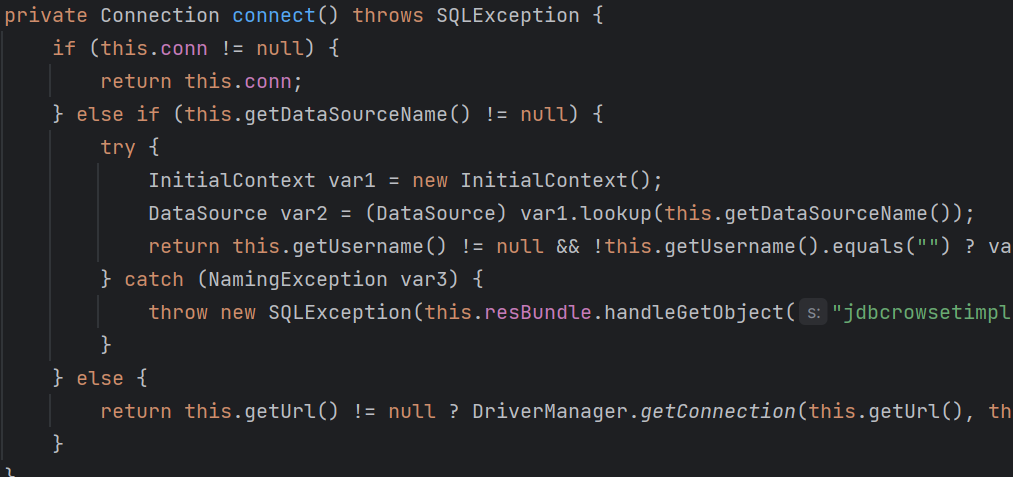 private Connection connect() throws SQLException {
    if (this.conn != null) {
        return this.conn;
    } else if (this.getDataSourceName() != null) {
        try {
            InitialContext var1 = new InitialContext();
            DataSource var2 = (DataSource) var1.lookup(this.getDataSourceName());
            return this.getUsername() != null && !this.getUsername().equals("") ? va
        } catch (NamingException var3) {
            throw new SQLException(this.resBundle.handleGetObject( s: "jdbcrowsetimpl
        }
    } else {
        return this.getUrl() != null ? DriverManager.getConnection(this.getUrl(), th
    }
}